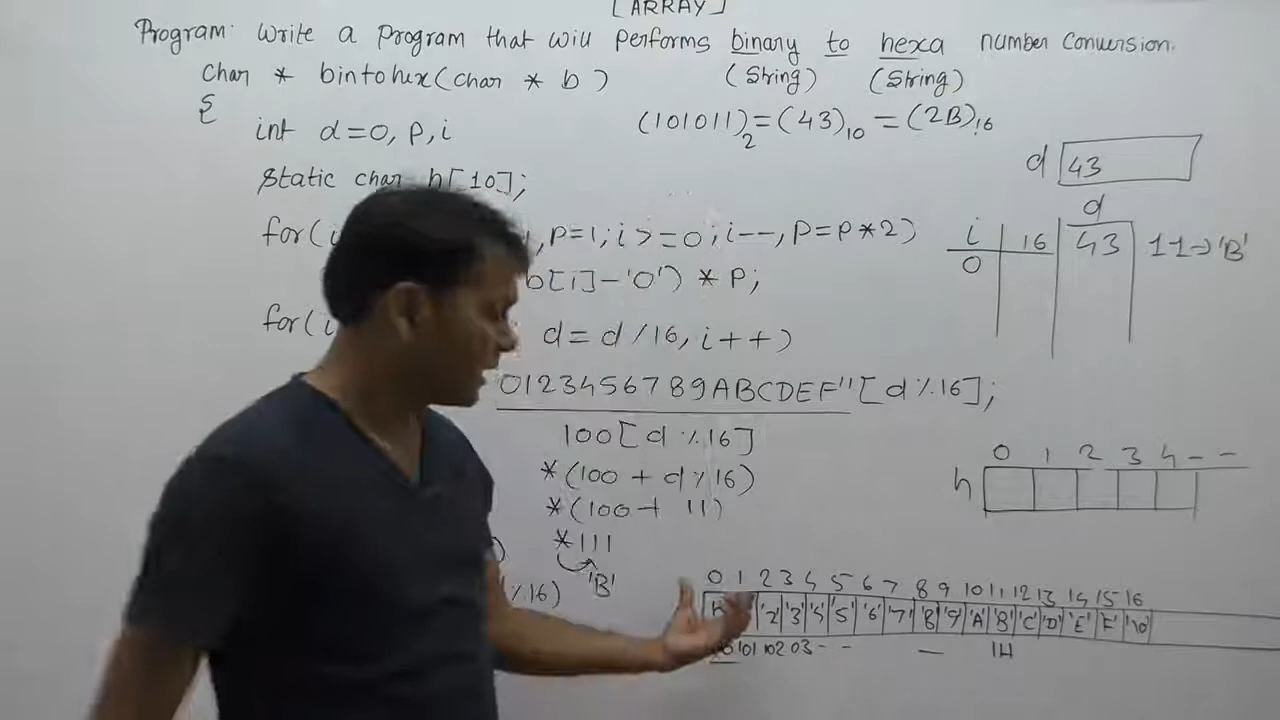 [ARRAY]
Program: Write a program that will performs binary to hexa number conversion.
Char * bintohex(char * b)
(String) (String)
{
int d=0, P, i
(101011)2 = (43)10 = (2B)16
d 43
Static char h[10];
d
for(i , P=1; i>=0; i--, P=P*2)
i 16 43 11→'B'
0
b[i]-'0') * P;
for(i d = d/16, i++)
0123456789ABCDEF"[d%16];
100[d%16]
*(100 + d%16)
*(100+ 11)
*111
'B'
0 1 2 3 4 - -
h
%16)
0 1 2 3 4 5 6 7 8 9 10 11 12 13 14 15 16
'2' '3' '4' '5' '6' '7' '8' '9' 'A' 'B' 'C' 'D' 'E' 'F' '\0'
101 102 03 - - — 111